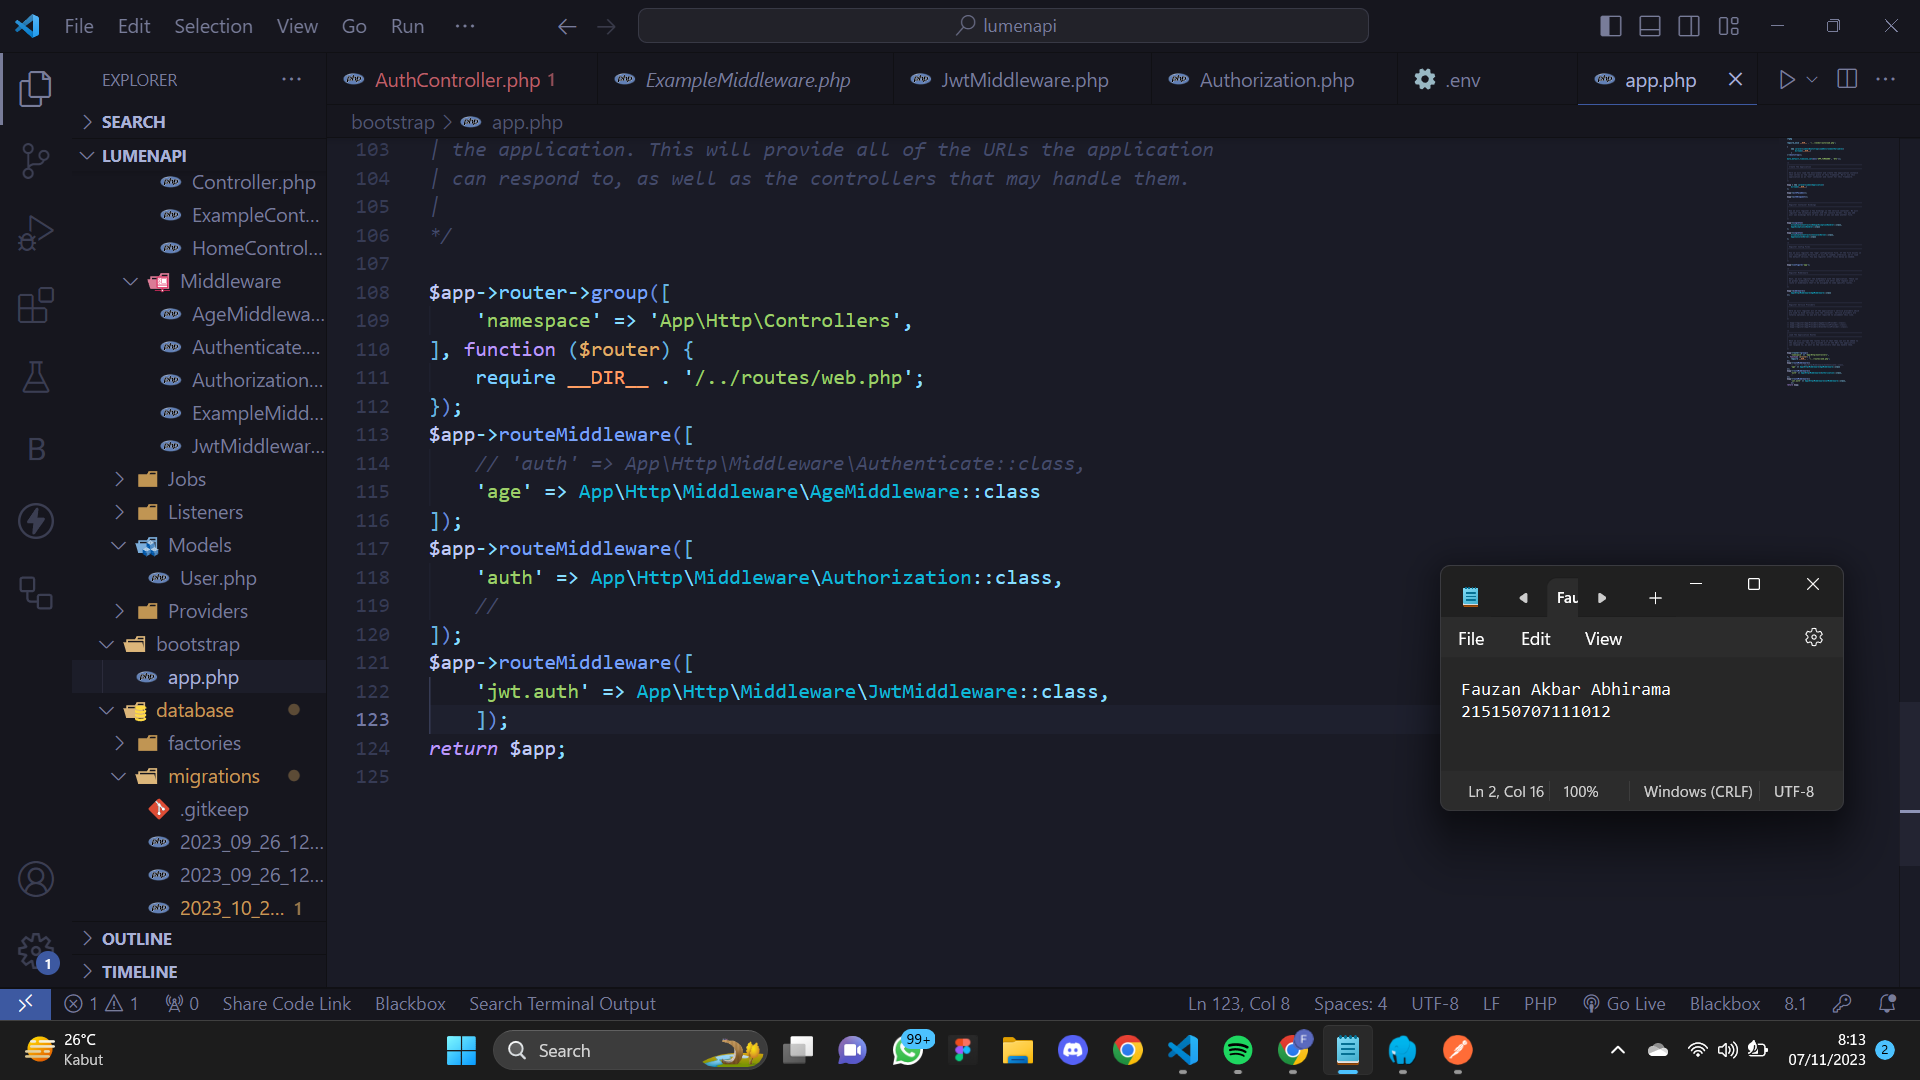 File Edit Selection View Go Run ...
lumenapi
EXPLORER
SEARCH
LUMENAPI
Controller.php
ExampleCont...
HomeControl...
Middleware
AgeMiddlewa...
Authenticate....
Authorization...
ExampleMidd...
JwtMiddlewar...
Jobs
Listeners
Models
User.php
Providers
bootstrap
app.php
database
factories
migrations
.gitkeep
2023_09_26_12...
2023_09_26_12...
2023_10_2... 1
OUTLINE
TIMELINE
AuthController.php 1 ExampleMiddleware.php JwtMiddleware.php Authorization.php .env app.php
bootstrap > app.php
103 | the application. This will provide all of the URLs the application
104 | can respond to, as well as the controllers that may handle them.
105 |
106 */
107
108 $app->router->group([
109 'namespace' => 'App\Http\Controllers',
110 ], function ($router) {
111 require __DIR__ . '/../routes/web.php';
112 });
113 $app->routeMiddleware([
114 // 'auth' => App\Http\Middleware\Authenticate::class,
115 'age' => App\Http\Middleware\AgeMiddleware::class
116 ]);
117 $app->routeMiddleware([
118 'auth' => App\Http\Middleware\Authorization::class,
119 //
120 ]);
121 $app->routeMiddleware([
122 'jwt.auth' => App\Http\Middleware\JwtMiddleware::class,
123 ]);
124 return $app;
125
Fau
File Edit View
Fauzan Akbar Abhirama
215150707111012
Ln 2, Col 16 100% Windows (CRLF) UTF-8
1
1 1 0 Share Code Link Blackbox Search Terminal Output Ln 123, Col 8 Spaces: 4 UTF-8 LF PHP Go Live Blackbox 8.1
26°C
Kabut
Search
99+
F
8:13
07/11/2023
2